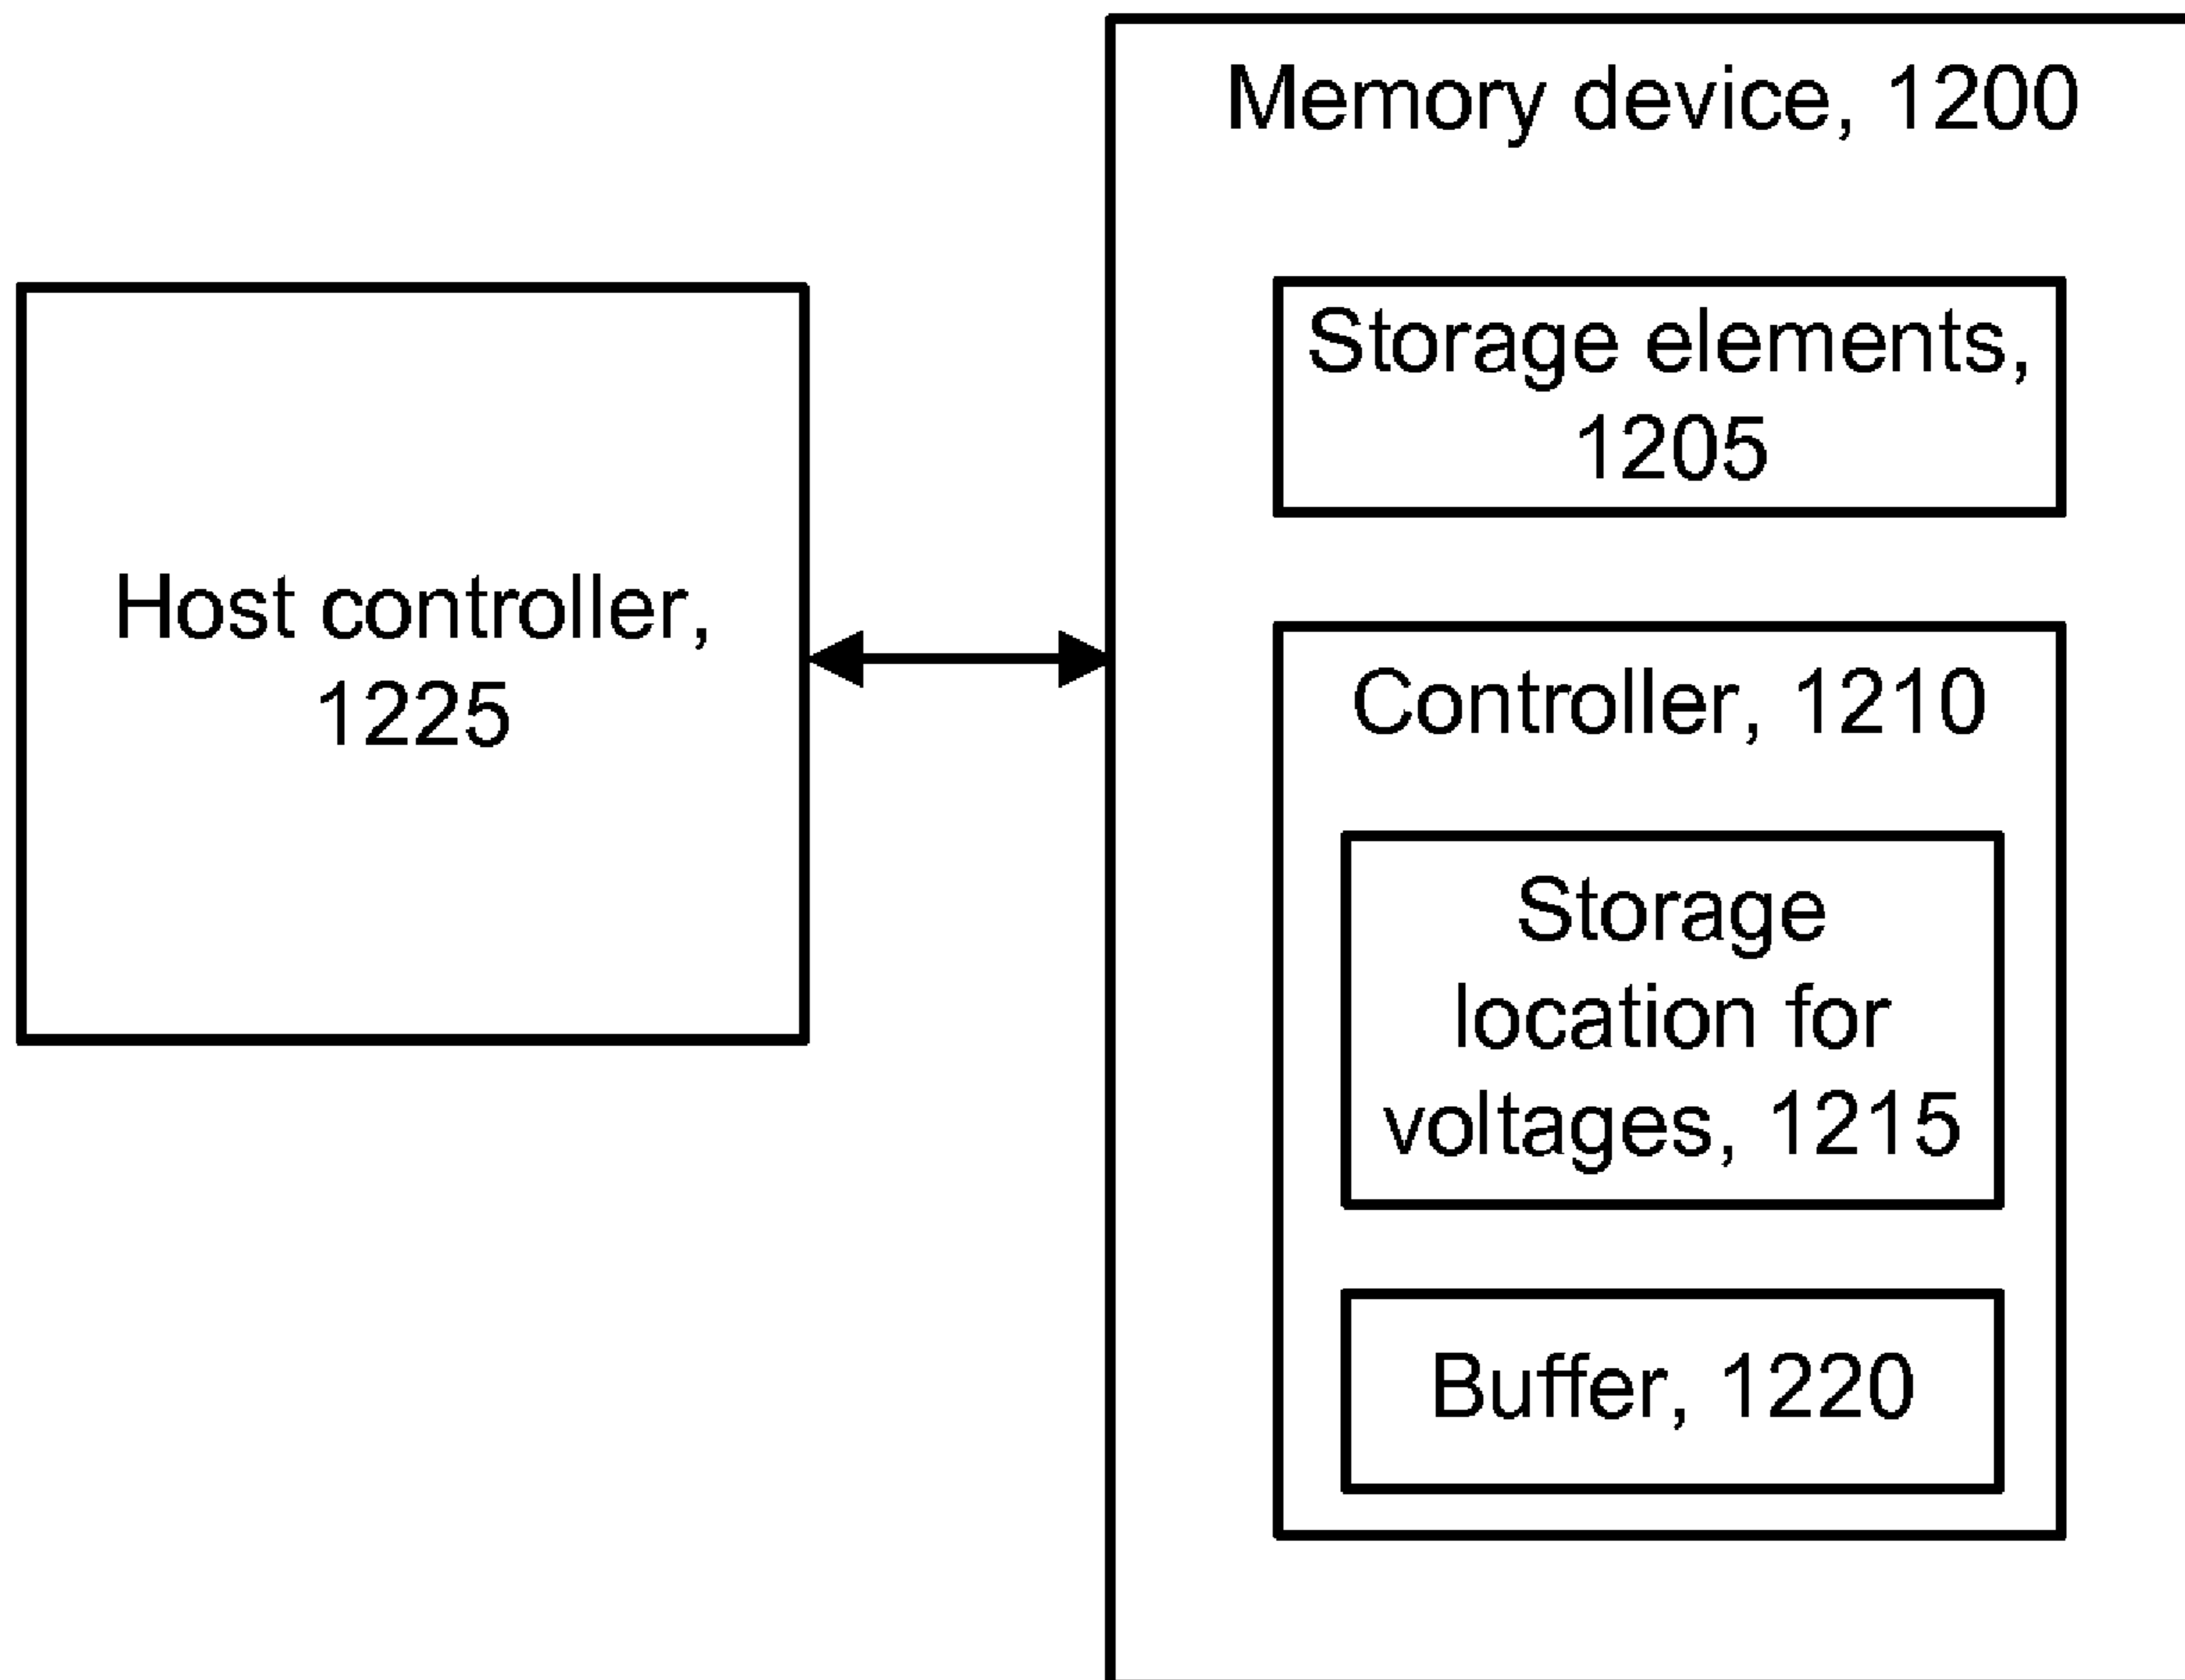 Memory device, 1200
Storage elements,
1205
Host controller,
1225
Controller, 1210
Storage
location for
voltages, 1215
Buffer, 1220